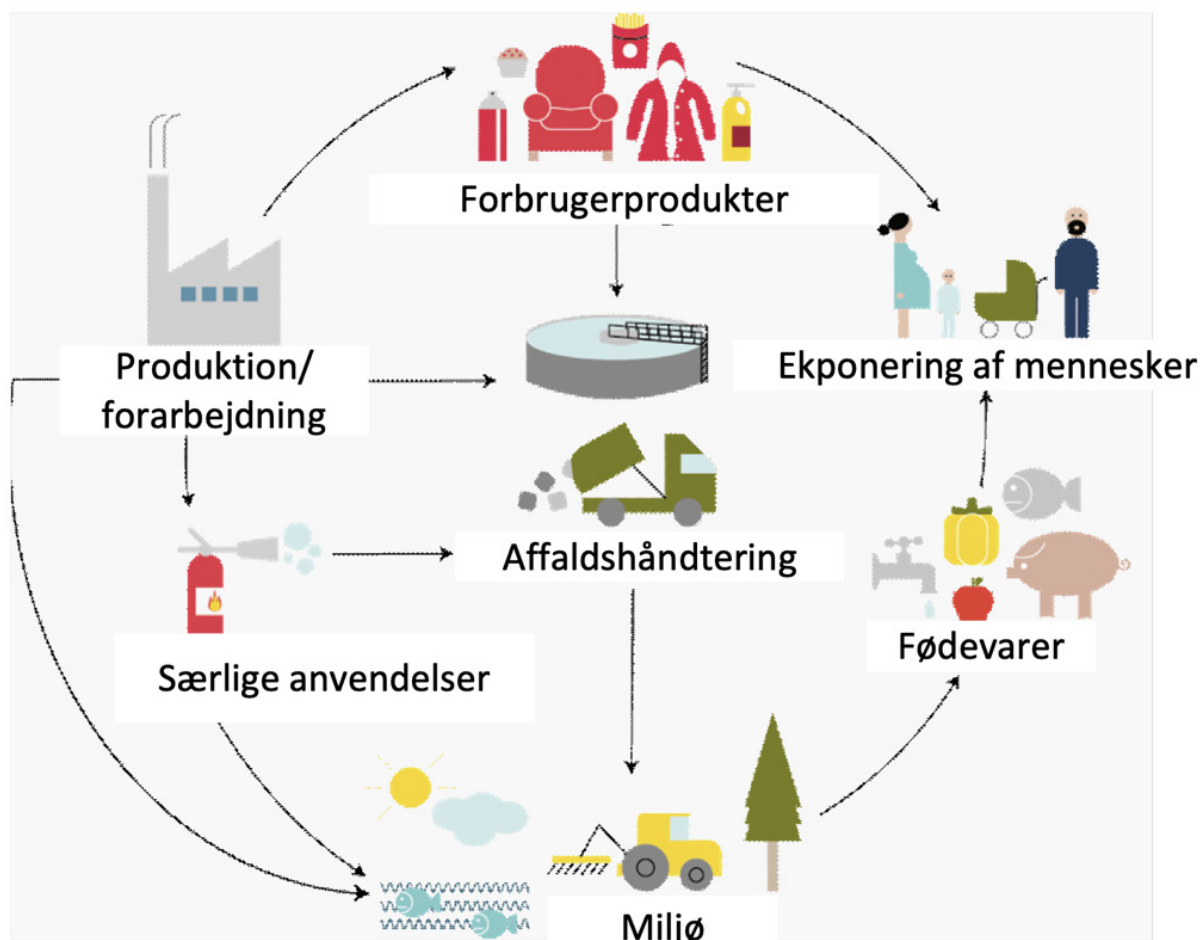 Forbrugerprodukter
Produktion/
forarbejdning
Ekponering af mennesker
Affaldshåndtering
Fødevarer
Særlige anvendelser
Miljø